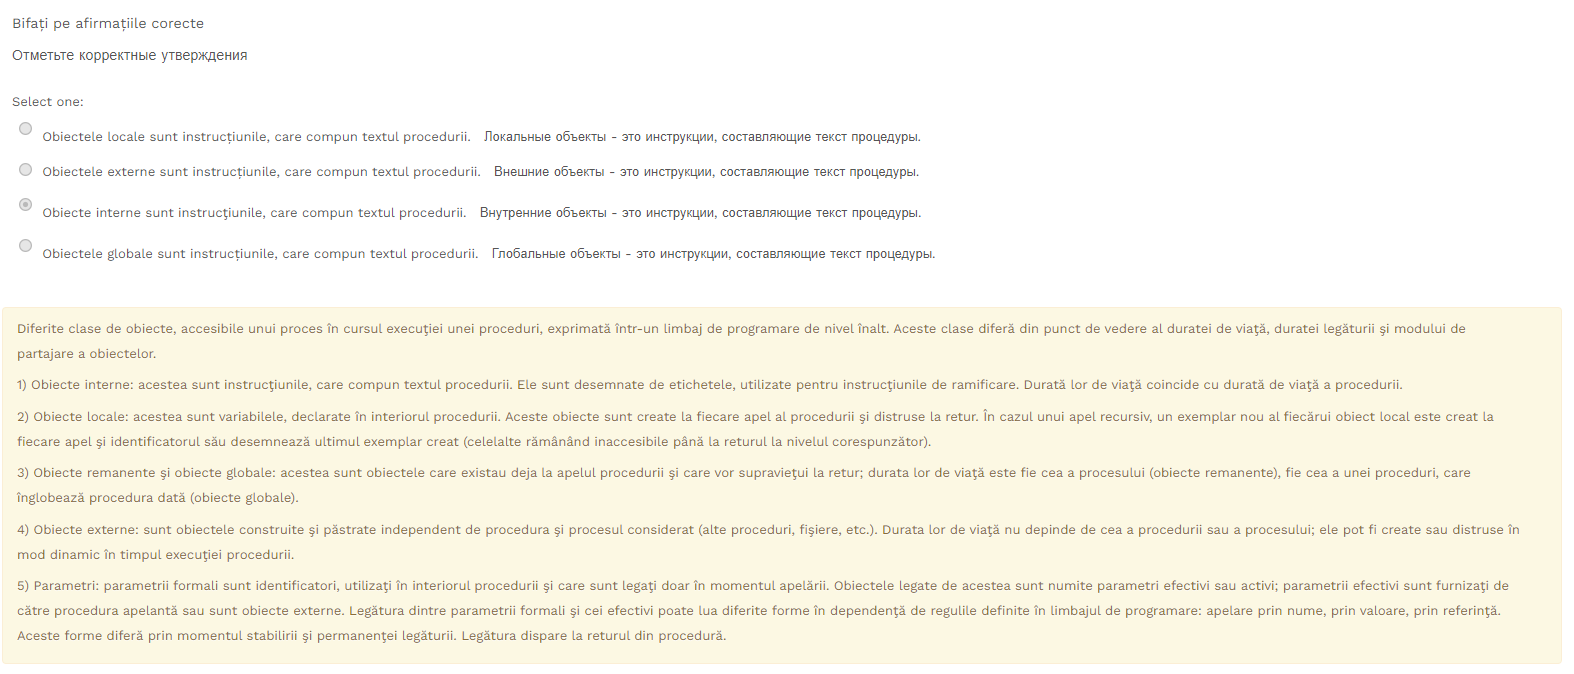 Bifați pe afirmațiile corecte
Отметьте корректные утверждения
Select one:
Obiectele locale sunt instrucțiunile, care compun textul procedurii. Локальные объекты - это инструкции, составляющие текст процедуры.
Obiectele externe sunt instrucțiunile, care compun textul procedurii. Внешние объекты - это инструкции, составляющие текст процедуры.
Obiecte interne sunt instrucţiunile, care compun textul procedurii. Внутренние объекты - это инструкции, составляющие текст процедуры.
Obiectele globale sunt instrucțiunile, care compun textul procedurii. Глобальные объекты - это инструкции, составляющие текст процедуры.
Diferite clase de obiecte, accesibile unui proces în cursul execuţiei unei proceduri, exprimată într-un limbaj de programare de nivel înalt. Aceste clase diferă din punct de vedere al duratei de viaţă, duratei legăturii şi modului de
partajare a obiectelor.
1) Obiecte interne: acestea sunt instrucţiunile, care compun textul procedurii. Ele sunt desemnate de etichetele, utilizate pentru instrucţiunile de ramificare. Durată lor de viaţă coincide cu durată de viaţă a procedurii.
2) Obiecte locale: acestea sunt variabilele, declarate în interiorul procedurii. Aceste obiecte sunt create la fiecare apel al procedurii şi distruse la retur. În cazul unui apel recursiv, un exemplar nou al fiecărui obiect local este creat la
fiecare apel şi identificatorul său desemnează ultimul exemplar creat (celelalte rămânând inaccesibile până la returul la nivelul corespunzător).
3) Obiecte remanente şi obiecte globale: acestea sunt obiectele care existau deja la apelul procedurii şi care vor supravieţui la retur; durata lor de viaţă este fie cea a procesului (obiecte remanente), fie cea a unei proceduri, care
înglobează procedura dată (obiecte globale).
4) Obiecte externe: sunt obiectele construite şi păstrate independent de procedura şi procesul considerat (alte proceduri, fişiere, etc.). Durata lor de viaţă nu depinde de cea a procedurii sau a procesului; ele pot fi create sau distruse în
mod dinamic în timpul execuţiei procedurii.
5) Parametri: parametrii formali sunt identificatori, utilizaţi în interiorul procedurii şi care sunt legaţi doar în momentul apelării. Obiectele legate de acestea sunt numite parametri efectivi sau activi; parametrii efectivi sunt furnizaţi de
către procedura apelantă sau sunt obiecte externe. Legătura dintre parametrii formali şi cei efectivi poate lua diferite forme în dependenţă de regulile definite în limbajul de programare: apelare prin nume, prin valoare, prin referinţă.
Aceste forme diferă prin momentul stabilirii şi permanenţei legăturii. Legătura dispare la returul din procedură.